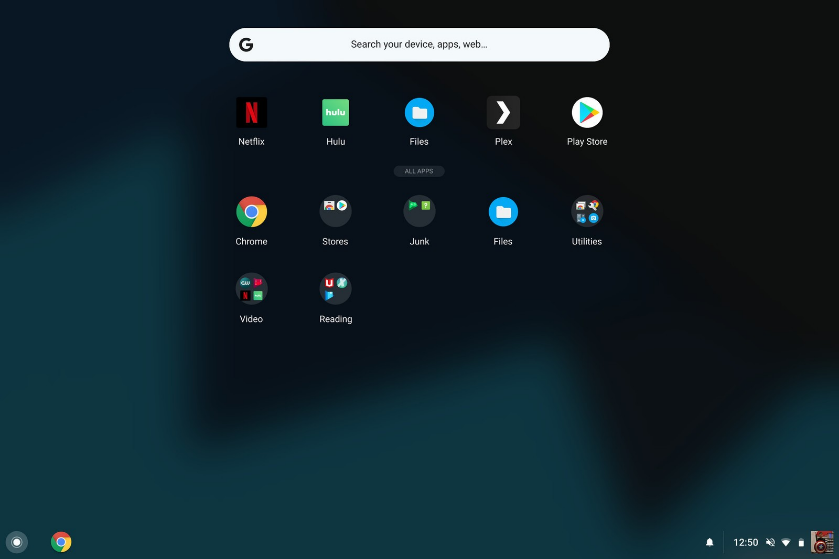 Search your device, apps, web...
hulu
Netflix Hulu Files Plex Play Store
ALL APPS
Chrome Stores Junk Files Utilities
Video Reading
12:50